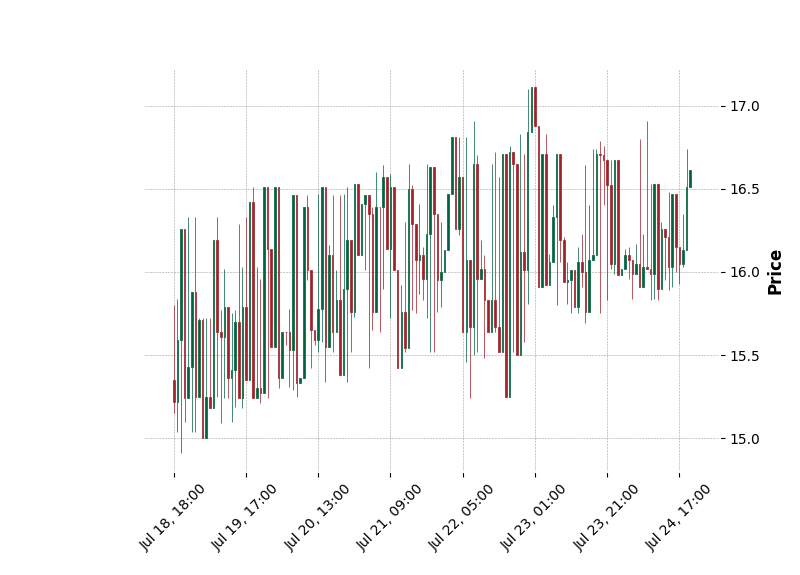 17.0
16.5
16.0
15.5
15.0
Price
Jul 18, 18:00
Jul 19, 17:00
Jul 20, 13:00
Jul 21, 09:00
Jul 22, 05:00
Jul 23, 01:00
Jul 23, 21:00
Jul 24, 17:00